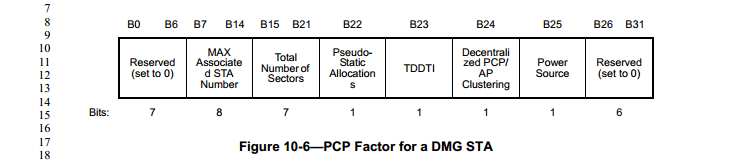 7
8
B0 B6 B7 B14 B15 B21 B22 B23 B24 B25 B26 B31
9
10
11
12
13
14
Reserved
(set to 0)
MAX
Associate
d STA
Number
Total
Number of
Sectors
Pseudo-
Static
Allocation
s
TDDTI
Decentrali
zed PCP/
AP
Clustering
Power
Source
Reserved
(set to 0)
15
Bits: 7 8 7 1 1 1 1 6
16
17
Figure 10-6—PCP Factor for a DMG STA
18